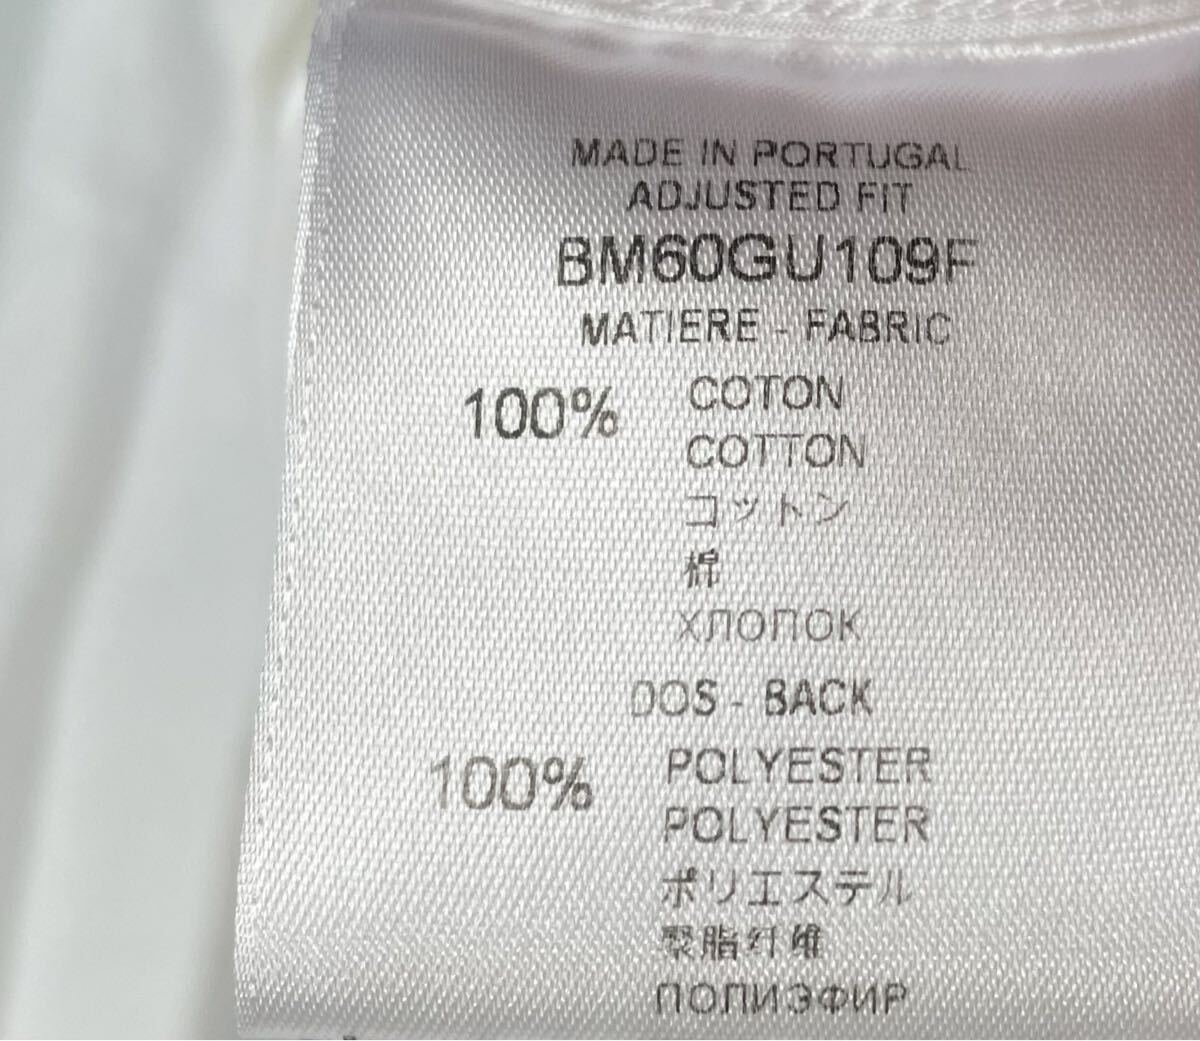 MADE IN PORTUGAL
ADJUSTED FIT
BM60GU109F
MATIERE - FABRIC
100% COTON
COTTON
コットン
棉
ХЛОПОК
DOS - BACK
100% POLYESTER
POLYESTER
ポリエステル
聚脂纤维
ПОЛИЭФИР